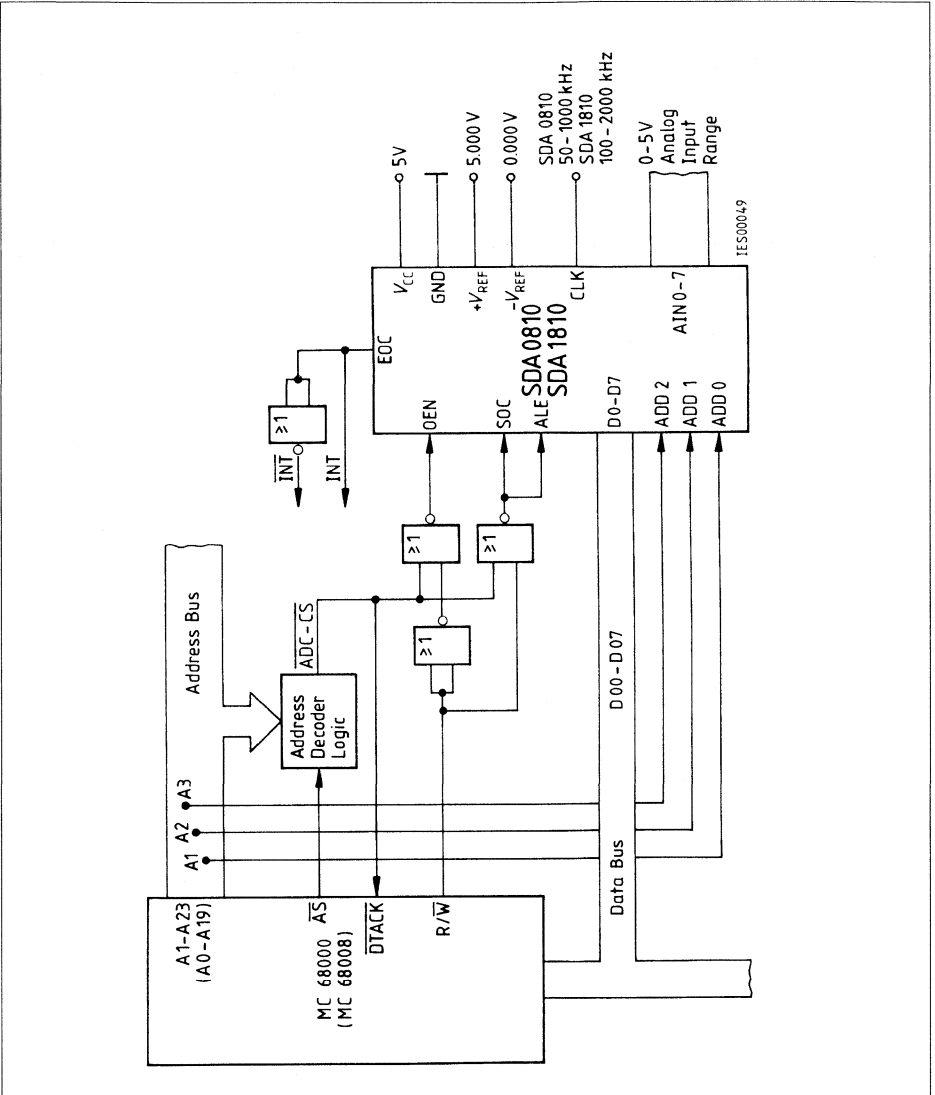 A1-A23
(A0-A19)
AS
MC 68000
(MC 68008)
DTACK
R/W
A1
A2
A3
Address Bus
Address
Decoder
Logic
ADC-CS
≥1
≥1
≥1
≥1
INT
INT
Data Bus
D00-D07
EOC
OEN
SOC
ALE
SDA 0810
SDA 1810
D0-D7
ADD 2
ADD 1
ADD 0
VCC
GND
+VREF
-VREF
CLK
AIN 0-7
5V
5.000 V
0.000 V
SDA 0810
50-1000 kHz
SDA 1810
100-2000 kHz
0-5V
Analog
Input
Range
IES00049